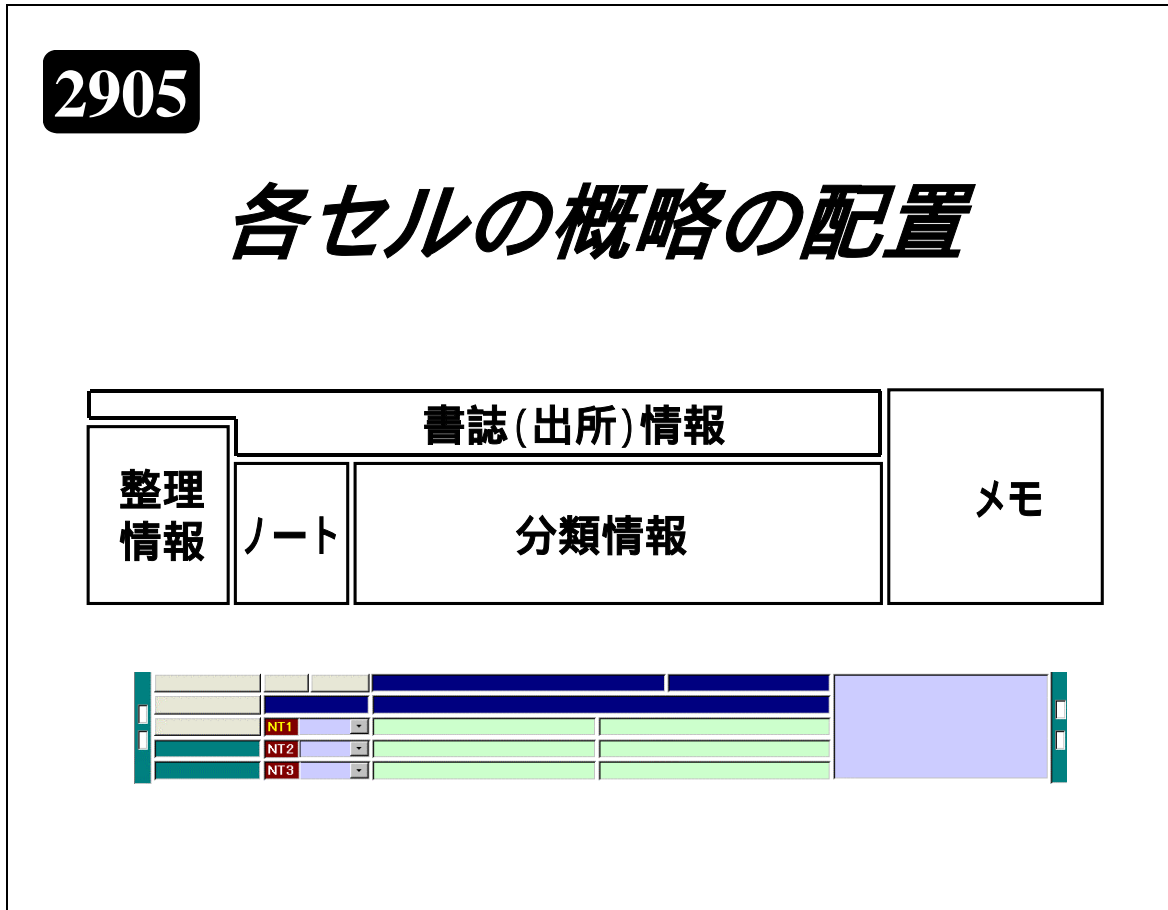 2905
各セルの概略の配置
書誌(出所)情報
整理
情報
ノート
分類情報
メモ
NT1
NT2
NT3